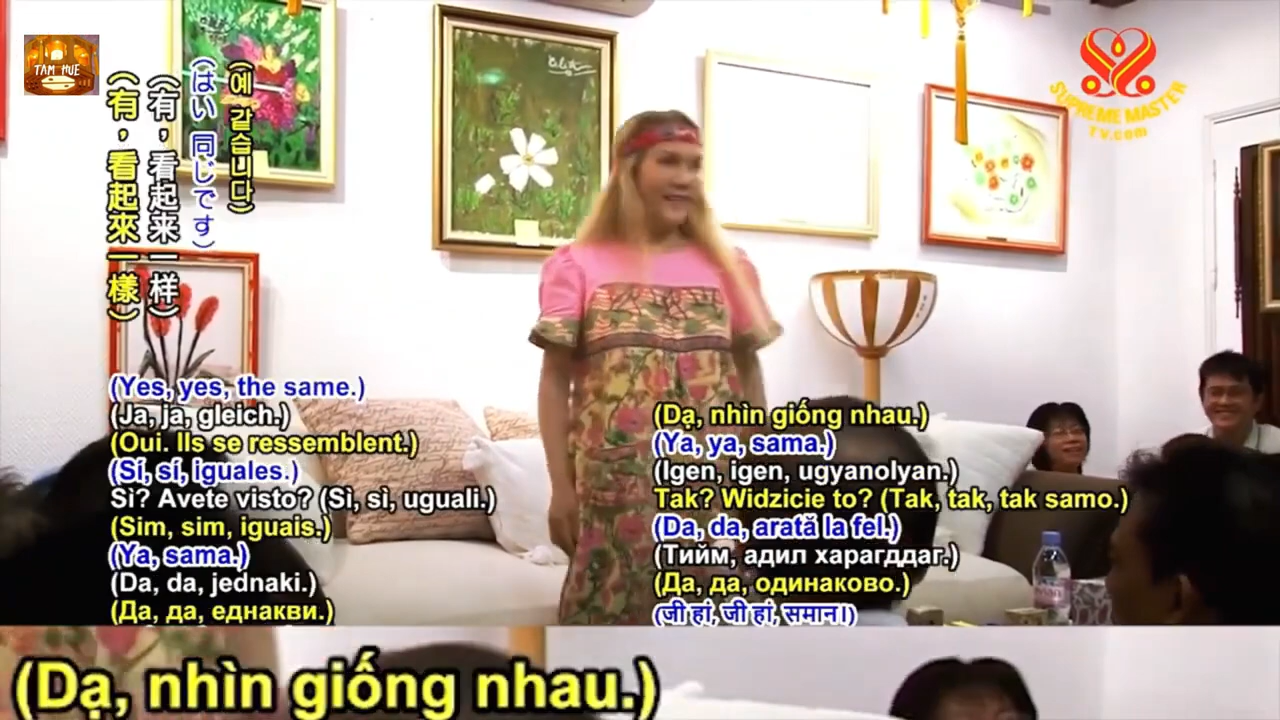 TAM HUE
SUPREME MASTER
TV.com
(예 같습니다)
(はい 同じです)
(有，看起来一样)
(有，看起來一樣)
(Yes, yes, the same.)
(Ja, ja, gleich.)
(Oui. Ils se ressemblent.)
(Sí, sí, iguales.)
Sì? Avete visto? (Sì, sì, uguali.)
(Sim, sim, iguais.)
(Ya, sama.)
(Da, da, jednaki.)
(Да, да, еднакви.)
(Dạ, nhìn giống nhau.)
(Ya, ya, sama.)
(Igen, igen, ugyanolyan.)
Tak? Widzicie to? (Tak, tak, tak samo.)
(Da, da, arată la fel.)
(Тийм, адил харагддаг.)
(Да, да, одинаково.)
(जी हां, जी हां, समान।)
(Dạ, nhìn giống nhau.)